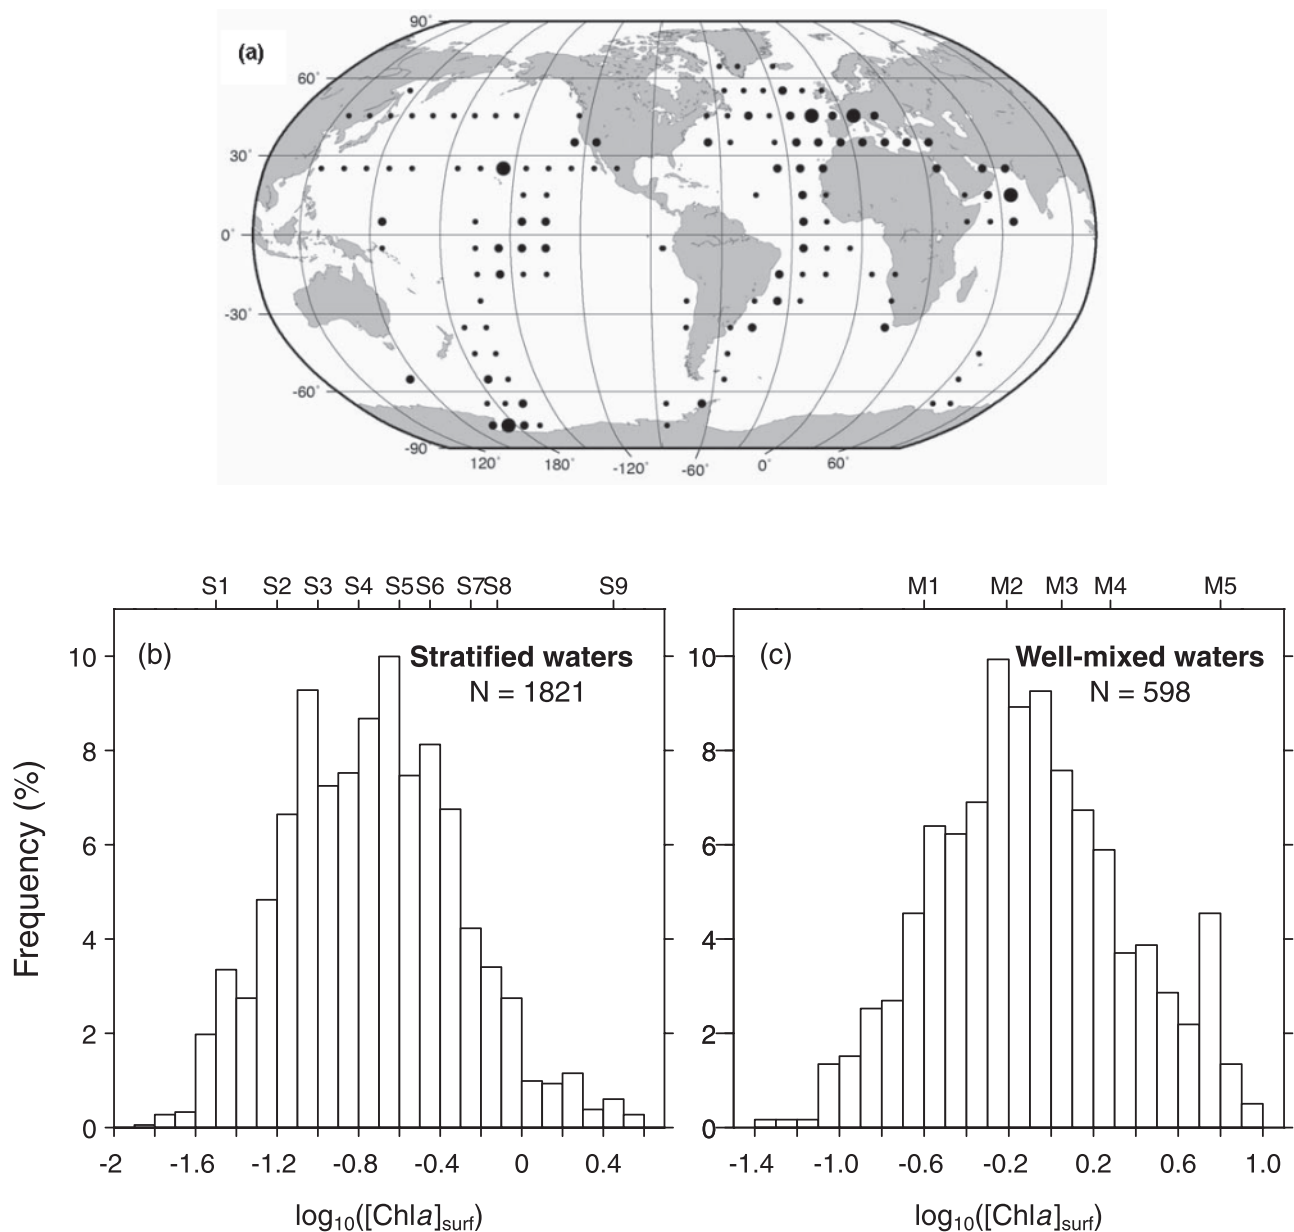 (a)
90°
60°
30°
0°
-30°
-60°
-90
120° 180° -120° -60° 0° 60°
S1 S2 S3 S4 S5 S6 S7 S8 S9
(b)
Stratified waters
N = 1821
10
8
6
4
2
0
Frequency (%)
-2 -1.6 -1.2 -0.8 -0.4 0 0.4
log10([Chla]surf)
M1 M2 M3 M4 M5
(c)
Well-mixed waters
N = 598
10
8
6
4
2
0
-1.4 -1.0 -0.6 -0.2 0.2 0.6 1.0
log10([Chla]surf)